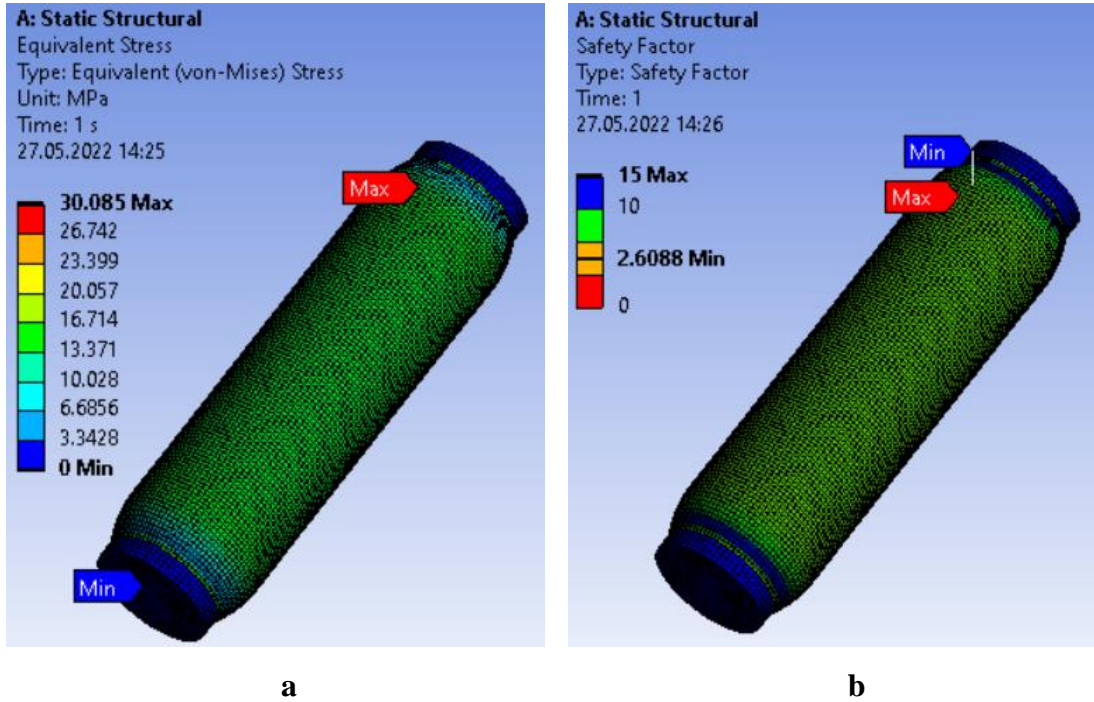 A: Static Structural
Equivalent Stress
Type: Equivalent (von-Mises) Stress
Unit: MPa
Time: 1 s
27.05.2022 14:25
30.085 Max
26.742
23.399
20.057
16.714
13.371
10.028
6.6856
3.3428
0 Min
Max
Min
a
A: Static Structural
Safety Factor
Type: Safety Factor
Time: 1
27.05.2022 14:26
15 Max
10
2.6088 Min
0
Min
Max
b